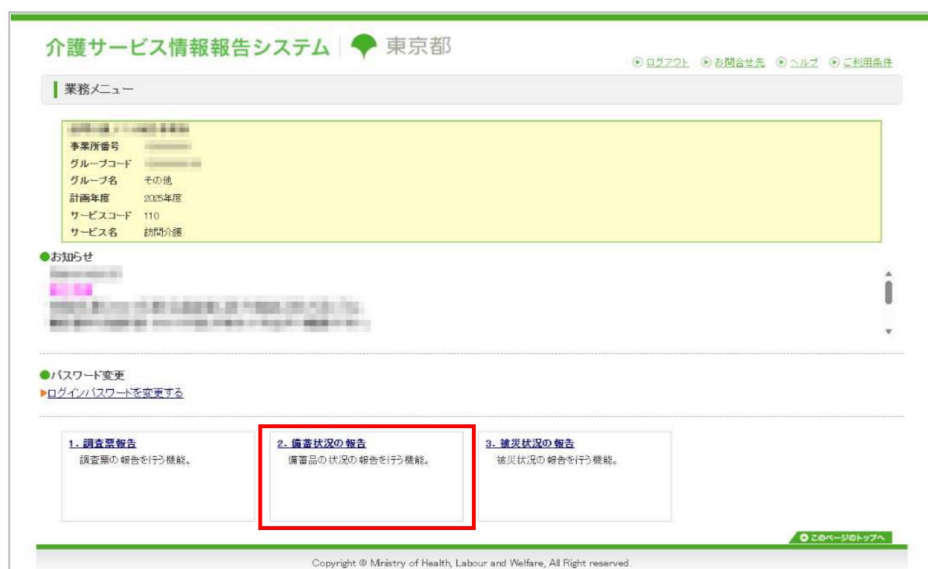 介護サービス情報報告システム 東京都
ログアウト お問合せ先 ヘルプ ご利用条件
業務メニュー
事業所番号
グループコード
グループ名 その他
計画年度 2025年度
サービスコード 110
サービス名 訪問介護
●お知らせ
●パスワード変更
▶ログインパスワードを変更する
1. 調査票報告
調査票の報告を行う機能。
2. 備蓄状況の報告
備蓄品の状況の報告を行う機能。
3. 被災状況の報告
被災状況の報告を行う機能。
このページのトップへ
Copyright © Ministry of Health, Labour and Welfare, All Right reserved.